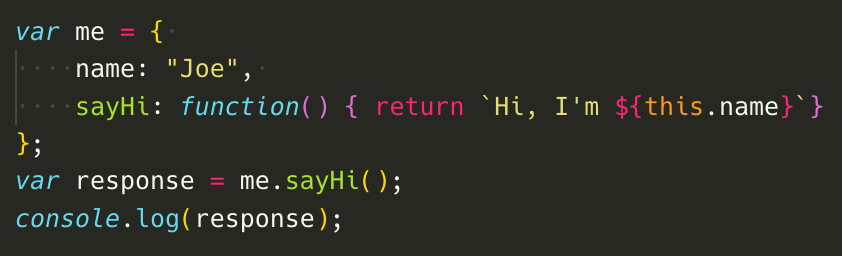 var me = {
    name: "Joe",
    sayHi: function() { return `Hi, I'm ${this.name}`}
};
var response = me.sayHi();
console.log(response);